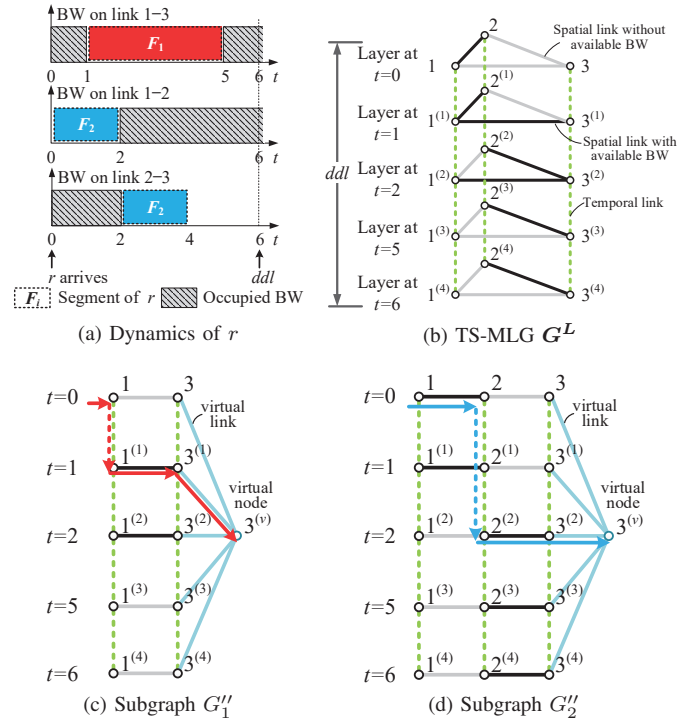 BW on link 1–3
F₁
0 1 5 6 t
BW on link 1–2
F₂
0 2 6 t
BW on link 2–3
F₂
0 2 4 6 t
r arrives
ddl
Fᵢ Segment of r Occupied BW
(a) Dynamics of r
ddl
Layer at t=0
1 2 3
Spatial link without available BW
Layer at t=1
1⁽¹⁾ 2⁽¹⁾ 3⁽¹⁾
Spatial link with available BW
Layer at t=2
1⁽²⁾ 2⁽²⁾ 3⁽²⁾
Temporal link
Layer at t=5
1⁽³⁾ 2⁽³⁾ 3⁽³⁾
Layer at t=6
1⁽⁴⁾ 2⁽⁴⁾ 3⁽⁴⁾
(b) TS-MLG Gᴸ
t=0 1 3
virtual link
t=1 1⁽¹⁾ 3⁽¹⁾
virtual node
t=2 1⁽²⁾ 3⁽²⁾ 3⁽ᵛ⁾
t=5 1⁽³⁾ 3⁽³⁾
t=6 1⁽⁴⁾ 3⁽⁴⁾
(c) Subgraph G₁″
t=0 1 2 3
virtual link
t=1 1⁽¹⁾ 2⁽¹⁾ 3⁽¹⁾
virtual node
t=2 1⁽²⁾ 2⁽²⁾ 3⁽²⁾ 3⁽ᵛ⁾
t=5 1⁽³⁾ 2⁽³⁾ 3⁽³⁾
t=6 1⁽⁴⁾ 2⁽⁴⁾ 3⁽⁴⁾
(d) Subgraph G₂″